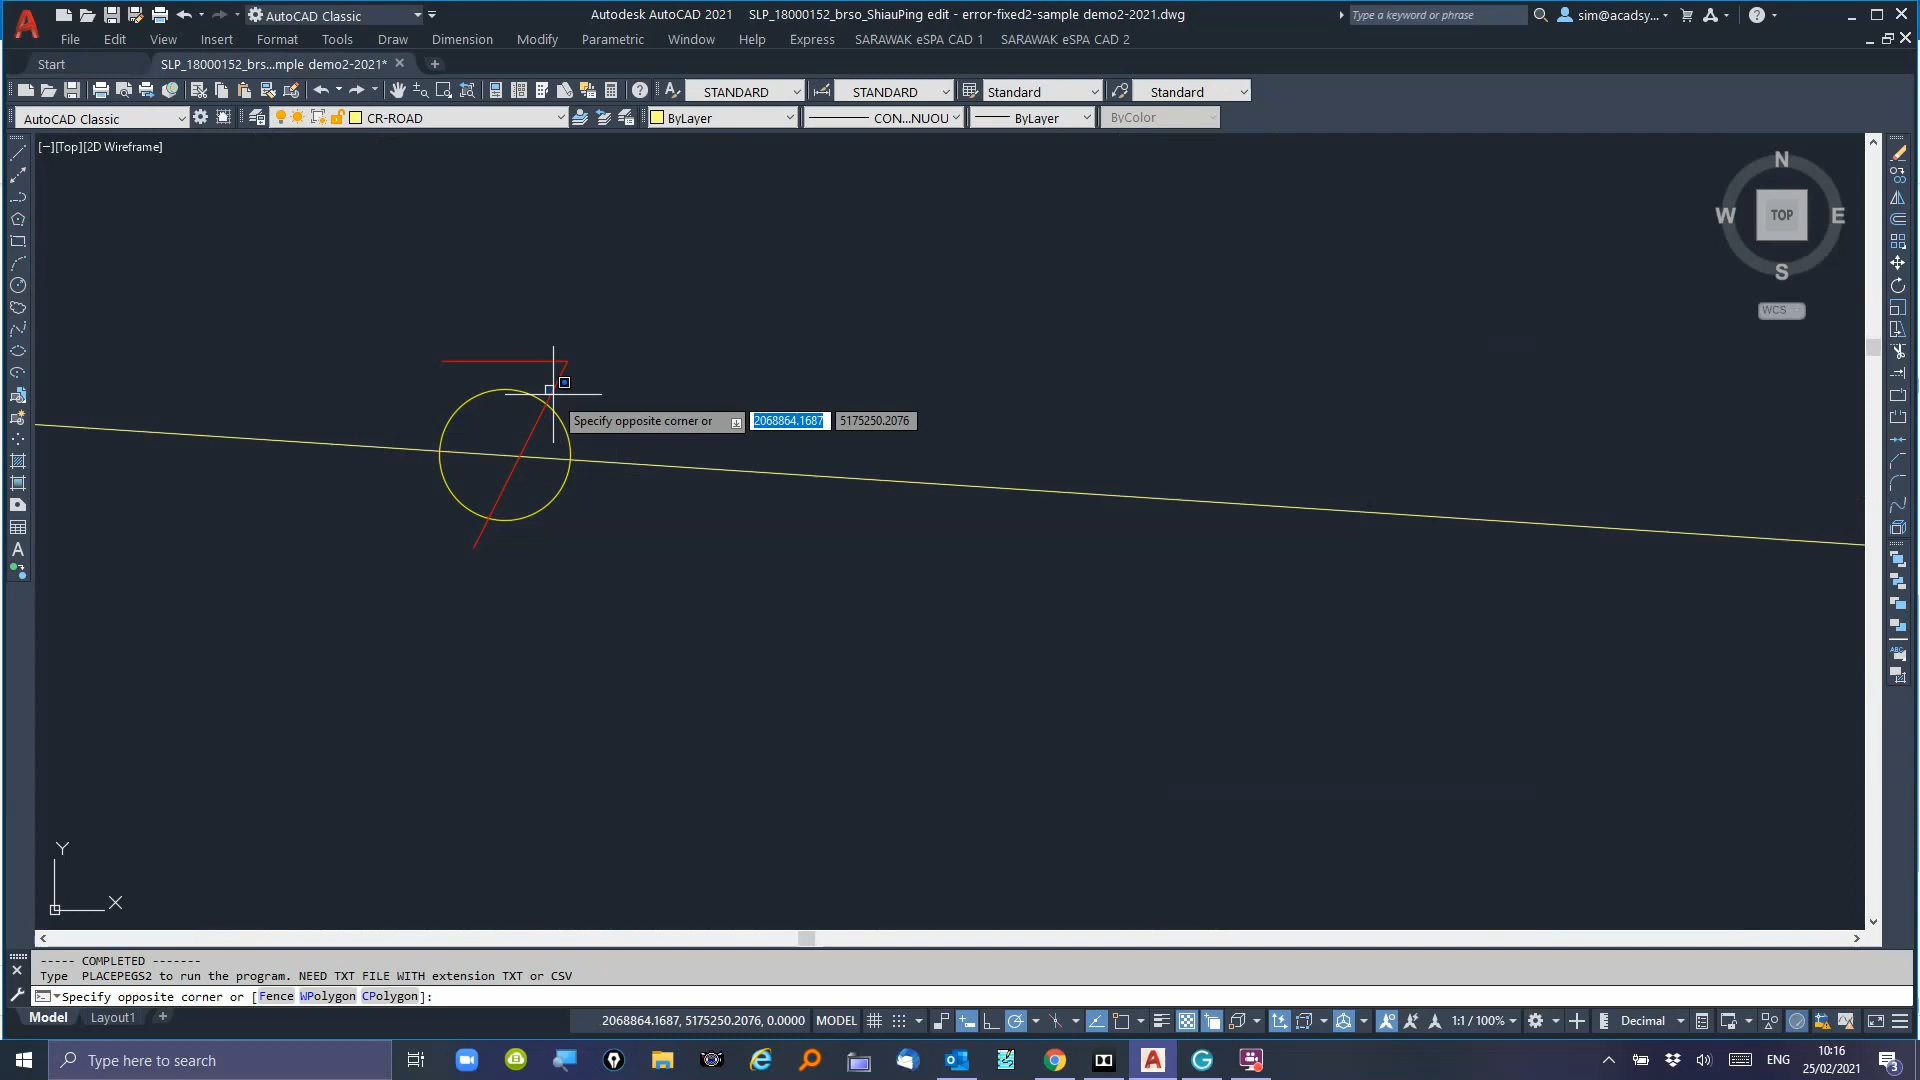 AutoCAD Classic
Autodesk AutoCAD 2021 SLP_18000152_brso_ShiauPing edit - error-fixed2-sample demo2-2021.dwg
Type a keyword or phrase
sim@acadsy...
File Edit View Insert Format Tools Draw Dimension Modify Parametric Window Help Express SARAWAK eSPA CAD 1 SARAWAK eSPA CAD 2
Start SLP_18000152_brs...mple demo2-2021*
STANDARD STANDARD Standard Standard
AutoCAD Classic CR-ROAD ByLayer CON...NUOU ByLayer ByColor
[−][Top][2D Wireframe]
N
W TOP E
S
WCS
Specify opposite corner or 2068864.1687 5175250.2076
Y
X
----- COMPLETED -------
Type PLACEPEGS2 to run the program. NEED TXT FILE WITH extension TXT or CSV
Specify opposite corner or [Fence WPolygon CPolygon]:
Model Layout1 2068864.1687, 5175250.2076, 0.0000 MODEL 1:1 / 100% Decimal
Type here to search
ENG
10:16
25/02/2021
3